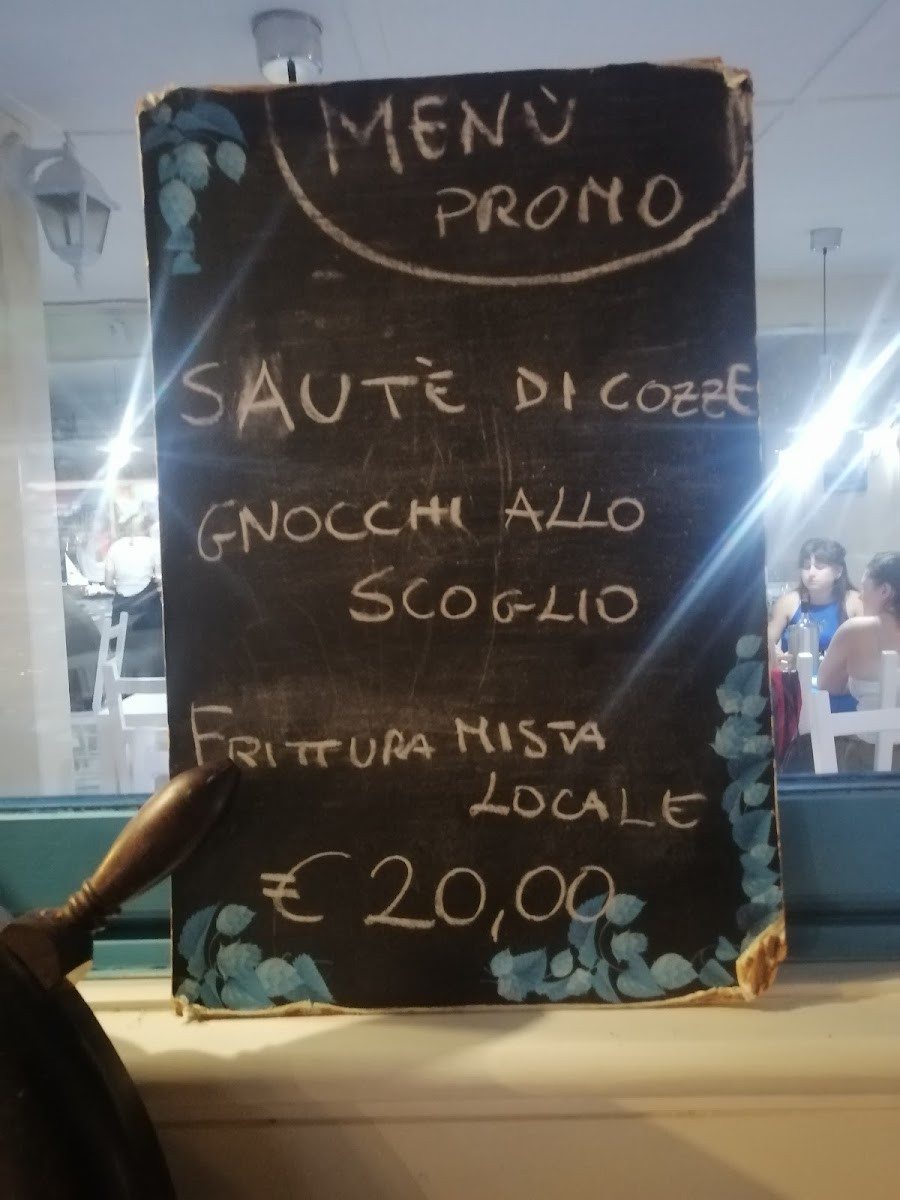 MENÙ
PROMO
SAUTÈ DI COZZE
GNOCCHI ALLO
SCOGLIO
FRITTURA MISTA
LOCALE
€ 20,00